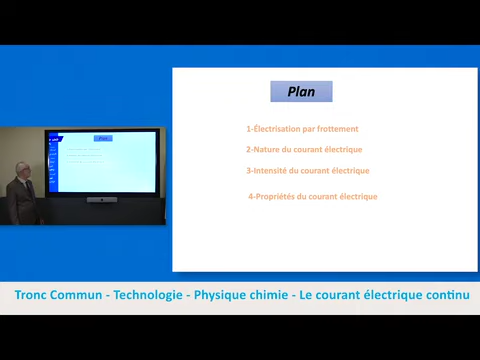 Plan
1-Électrisation par frottement
2-Nature du courant électrique
3-Intensité du courant électrique
4-Propriétés du courant électrique
Plan
Tronc Commun - Technologie - Physique chimie - Le courant électrique continu